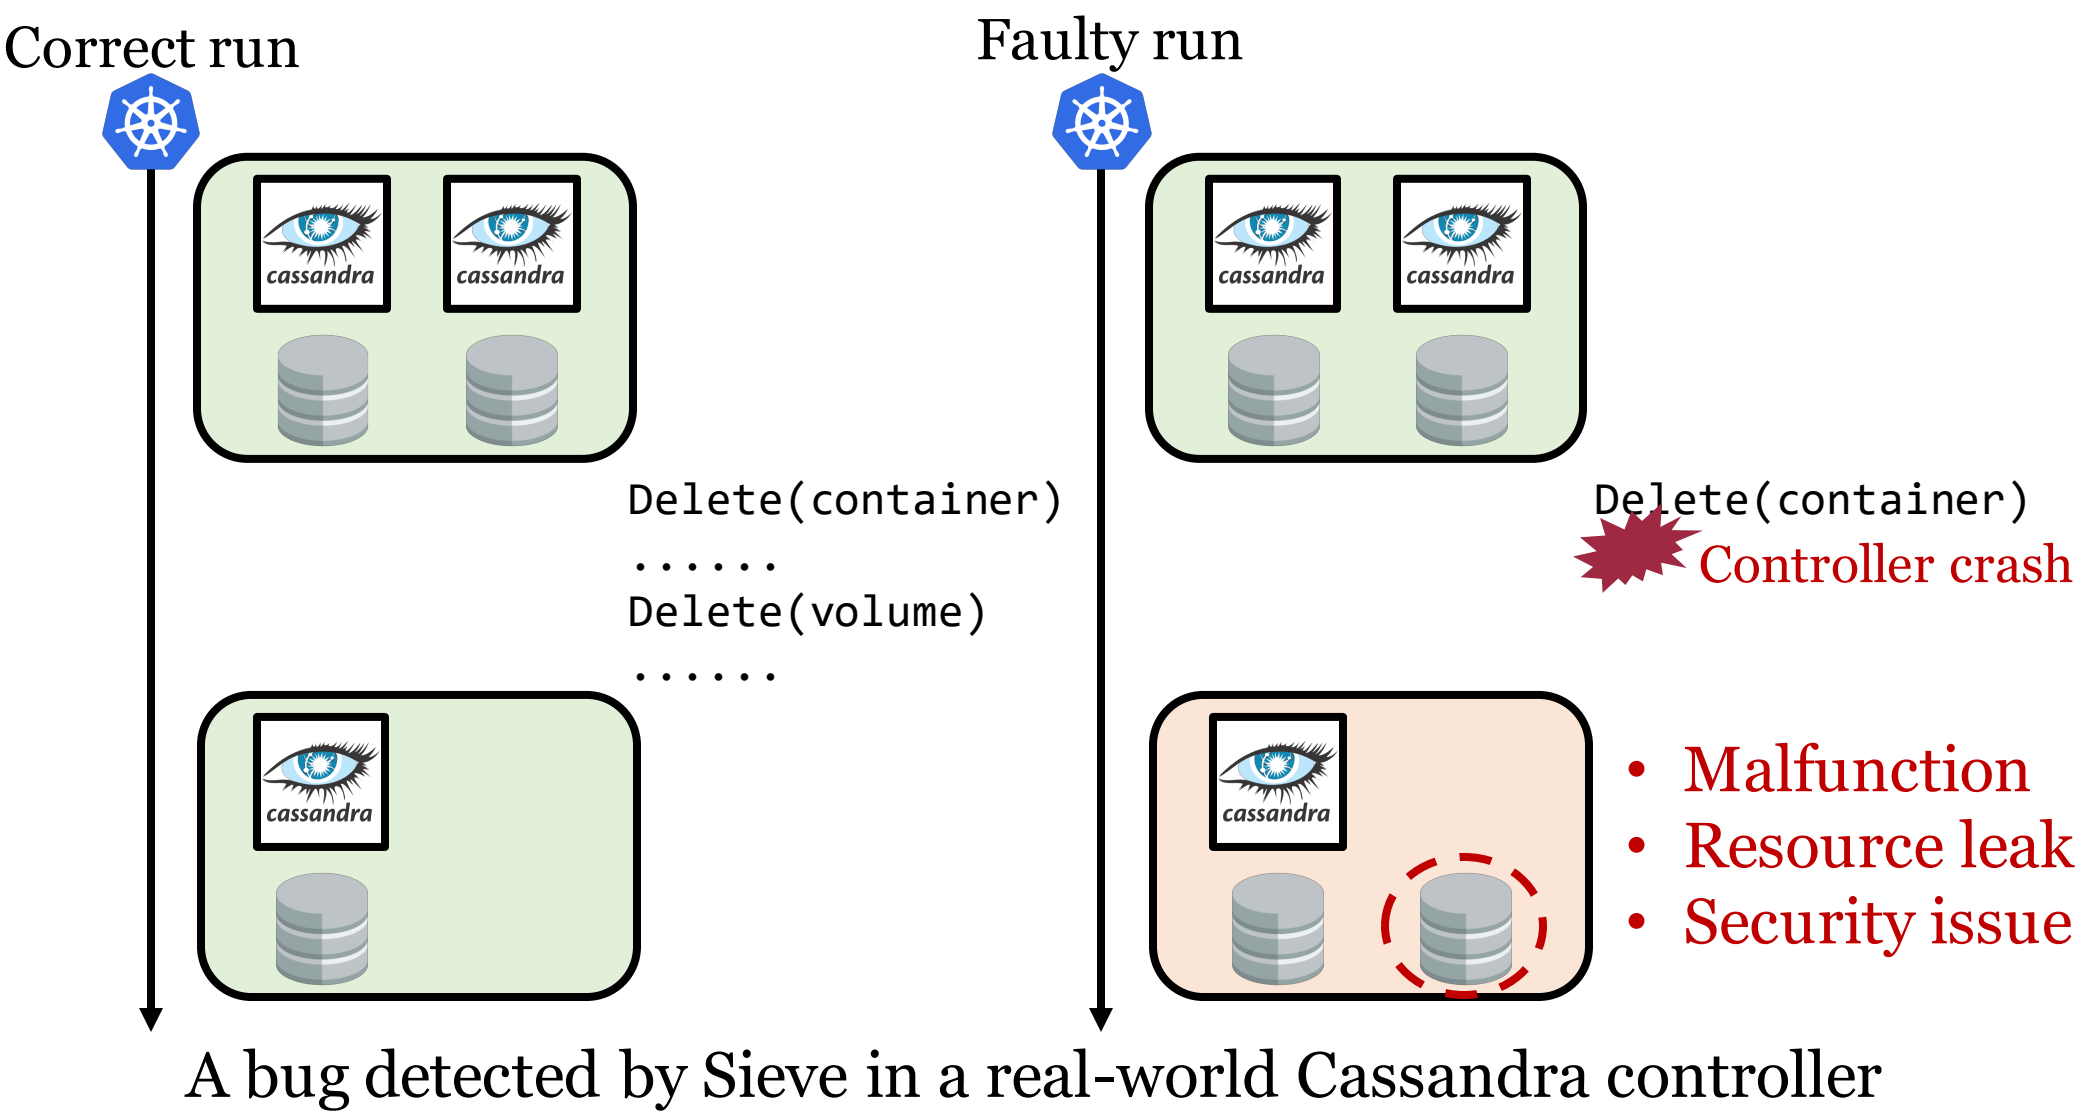 Correct run
cassandra
cassandra
Delete(container)
......
Delete(volume)
......
cassandra
Faulty run
cassandra
cassandra
Delete(container)
Controller crash
cassandra
• Malfunction
• Resource leak
• Security issue
A bug detected by Sieve in a real-world Cassandra controller